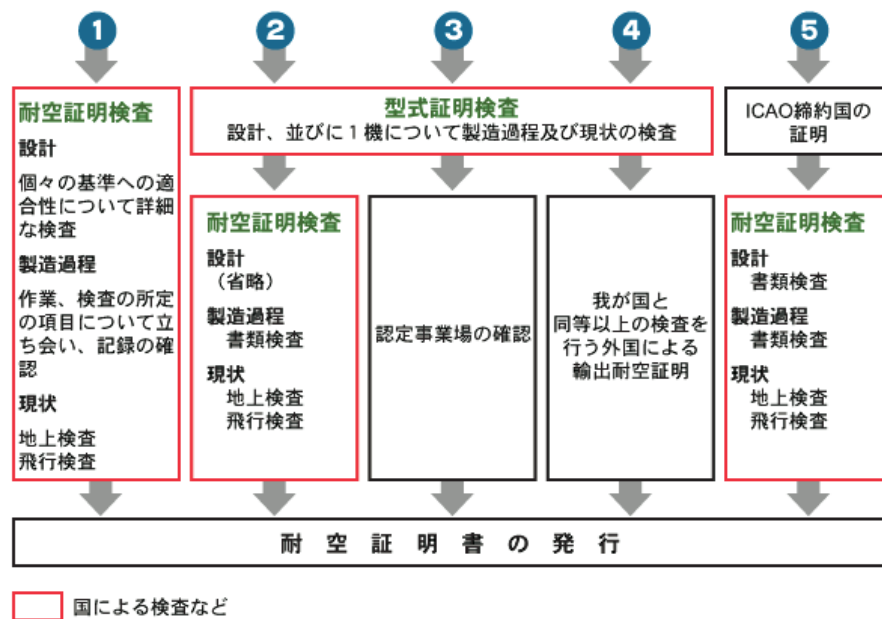 1
2
3
4
5
耐空証明検査
設計
個々の基準への適
合性について詳細
な検査
製造過程
作業、検査の所定
の項目について立
ち会い、記録の確
認
現状
地上検査
飛行検査
型式証明検査
設計、並びに1機について製造過程及び現状の検査
耐空証明検査
設計
（省略）
製造過程
書類検査
現状
地上検査
飛行検査
認定事業場の確認
我が国と
同等以上の検査を
行う外国による
輸出耐空証明
ICAO締約国の
証明
耐空証明検査
設計
書類検査
製造過程
書類検査
現状
地上検査
飛行検査
耐空証明書の発行
国による検査など